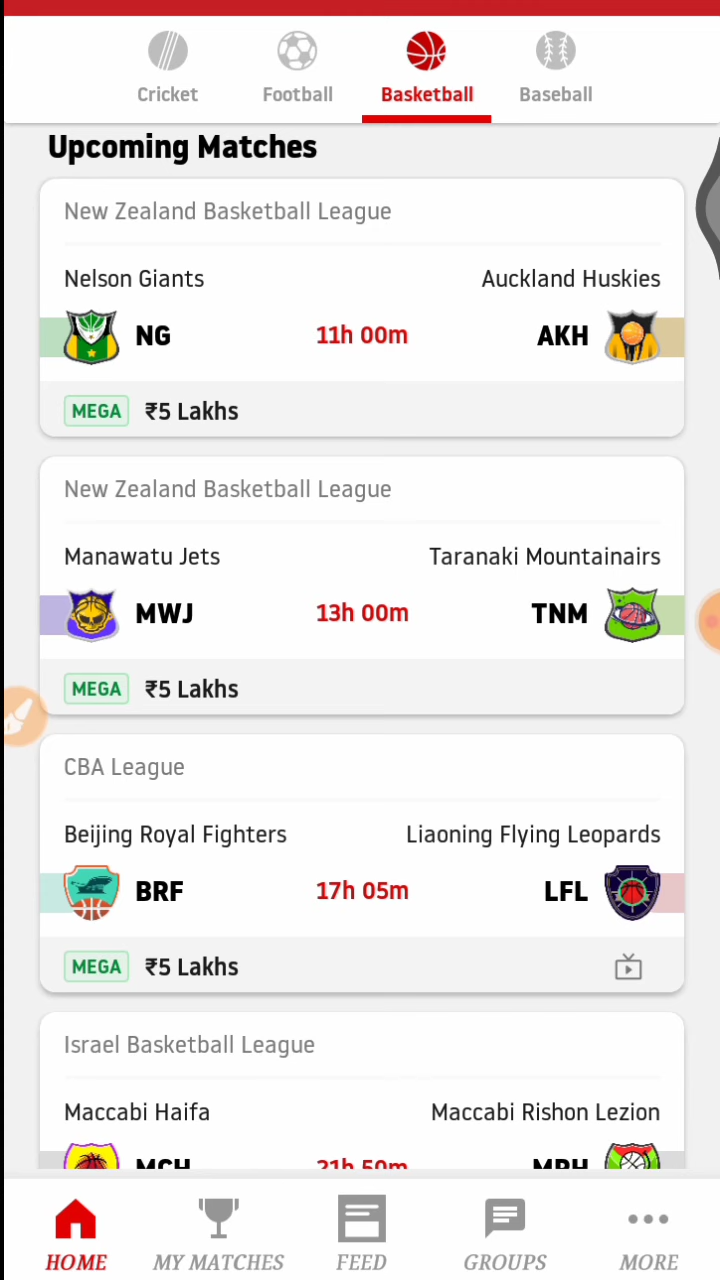 Cricket Football Basketball Baseball
Upcoming Matches
New Zealand Basketball League
Nelson Giants Auckland Huskies
NG 11h 00m AKH
MEGA ₹5 Lakhs
New Zealand Basketball League
Manawatu Jets Taranaki Mountainairs
MWJ 13h 00m TNM
MEGA ₹5 Lakhs
CBA League
Beijing Royal Fighters Liaoning Flying Leopards
BRF 17h 05m LFL
MEGA ₹5 Lakhs
Israel Basketball League
Maccabi Haifa Maccabi Rishon Lezion
MCH 21h 50m
HOME MY MATCHES FEED GROUPS MORE